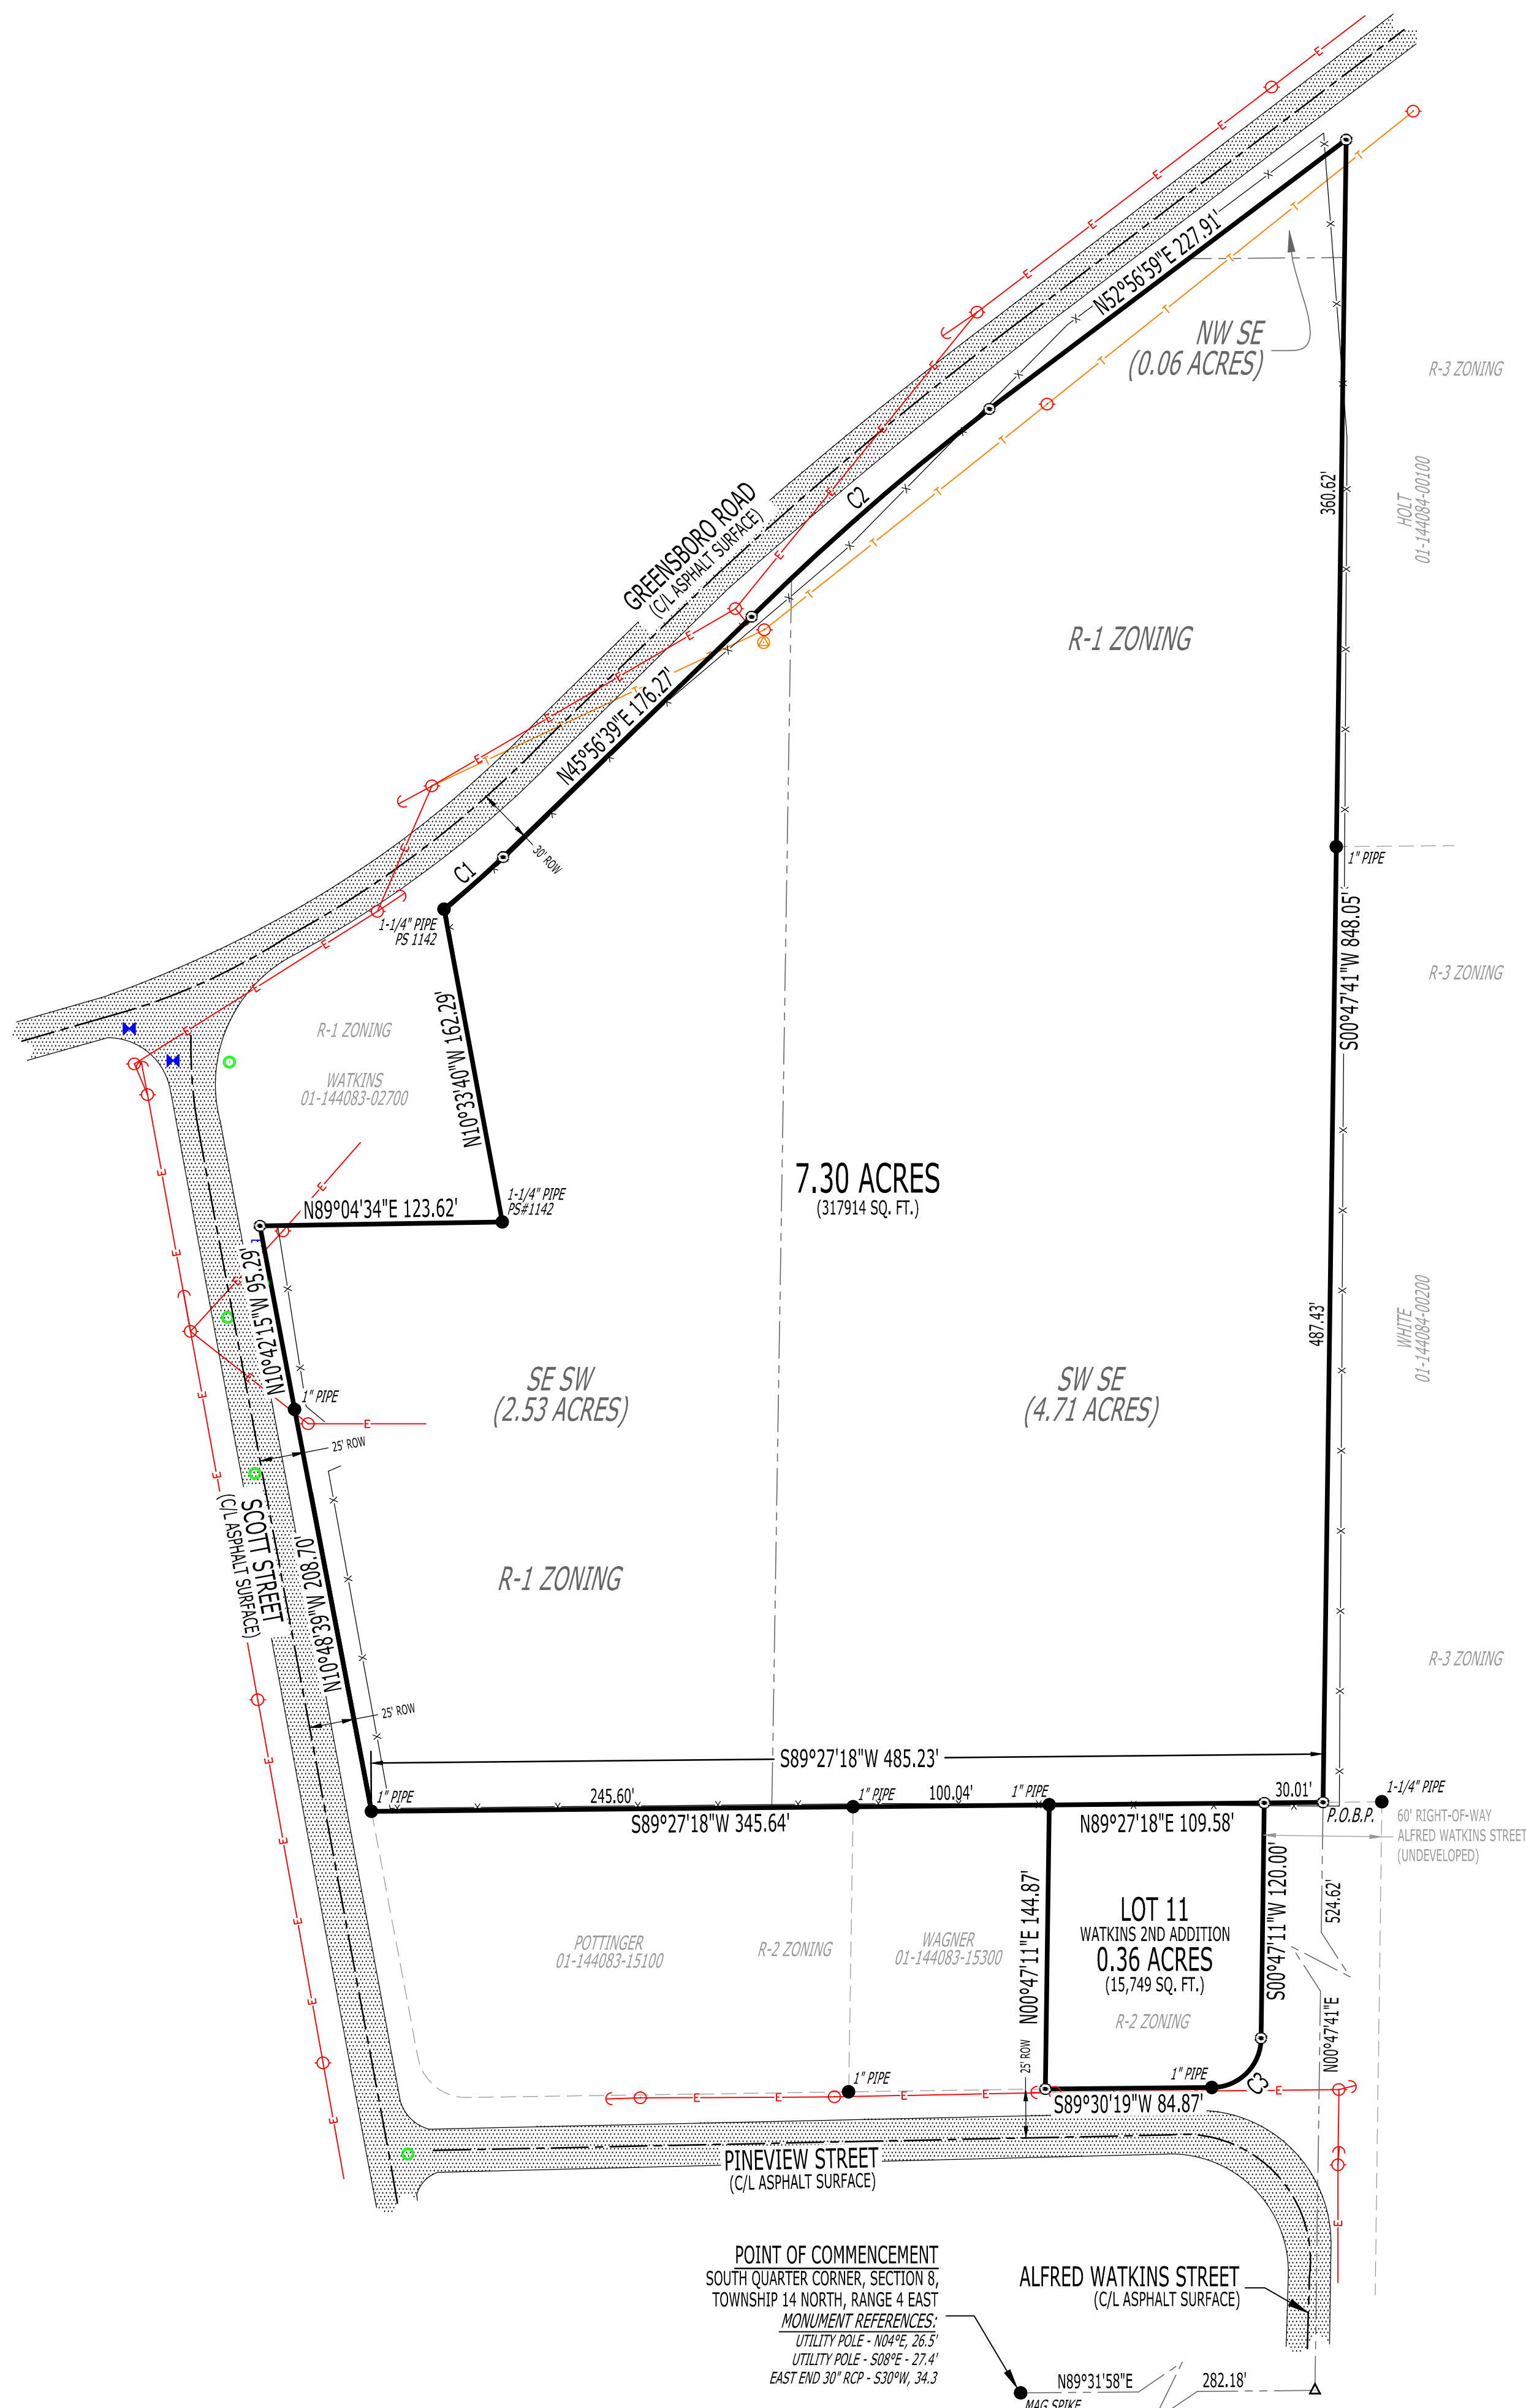 N52°56'59"E 227.91'
NW SE
(0.06 ACRES)
R-3 ZONING
HOLT
01-144084-00100
360.62'
C2
GREENSBORO ROAD
(C/L ASPHALT SURFACE)
R-1 ZONING
N45°56'39"E 176.27'
30' ROW
C1
1" PIPE
1-1/4" PIPE
PS 1142
S00°47'41"W 848.05'
R-3 ZONING
N10°33'40"W 162.29'
R-1 ZONING
WATKINS
01-144083-02700
7.30 ACRES
(317914 SQ. FT.)
1-1/4" PIPE
PS#1142
N89°04'34"E 123.62'
N10°42'15"W 95.29'
487.43'
WHITE
01-144084-00200
SE SW
(2.53 ACRES)
SW SE
(4.71 ACRES)
1" PIPE
25' ROW
SCOTT STREET
(C/L ASPHALT SURFACE)
N10°48'39"W 208.70'
R-1 ZONING
R-3 ZONING
25' ROW
S89°27'18"W 485.23'
1" PIPE
245.60'
1" PIPE
100.04'
1" PIPE
30.01'
1-1/4" PIPE
S89°27'18"W 345.64'
N89°27'18"E 109.58'
P.O.B.P.
60' RIGHT-OF-WAY
ALFRED WATKINS STREET
(UNDEVELOPED)
N00°47'11"E 144.87'
LOT 11
WATKINS 2ND ADDITION
0.36 ACRES
(15,749 SQ. FT.)
R-2 ZONING
S00°47'11"W 120.00'
524.62'
N00°47'41"E
POTTINGER
01-144083-15100
R-2 ZONING
WAGNER
01-144083-15300
25' ROW
1" PIPE
1" PIPE
C3
S89°30'19"W 84.87'
PINEVIEW STREET
(C/L ASPHALT SURFACE)
POINT OF COMMENCEMENT
SOUTH QUARTER CORNER, SECTION 8,
TOWNSHIP 14 NORTH, RANGE 4 EAST
MONUMENT REFERENCES:
UTILITY POLE - N04°E, 26.5'
UTILITY POLE - S08°E - 27.4'
EAST END 30" RCP - S30°W, 34.3
ALFRED WATKINS STREET
(C/L ASPHALT SURFACE)
N89°31'58"E
282.18'
MAG SPIKE